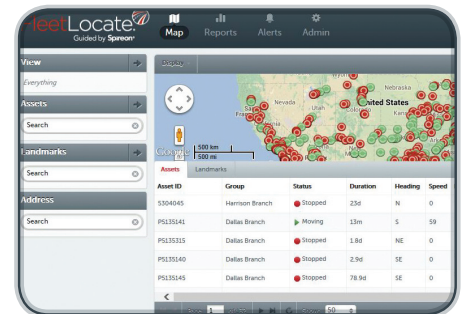 FleetLocate
Guided by Spireon
Map
Reports
Alerts
Admin
View
Everything
Assets
Search
Landmarks
Search
Address
Search
Display
Nevada
Utah
Nebraska
United States
500 km
500 mi
Assets Landmarks
Asset ID Group Status Duration Heading Speed
5304045 Harrison Branch Stopped 23d N 0
PS135141 Dallas Branch Moving 13m S 59
PS135315 Dallas Branch Stopped 1.8d NE 0
PS135140 Dallas Branch Stopped 2.9d SE 0
PS135145 Dallas Branch Stopped 78.9d SE 0
1
50